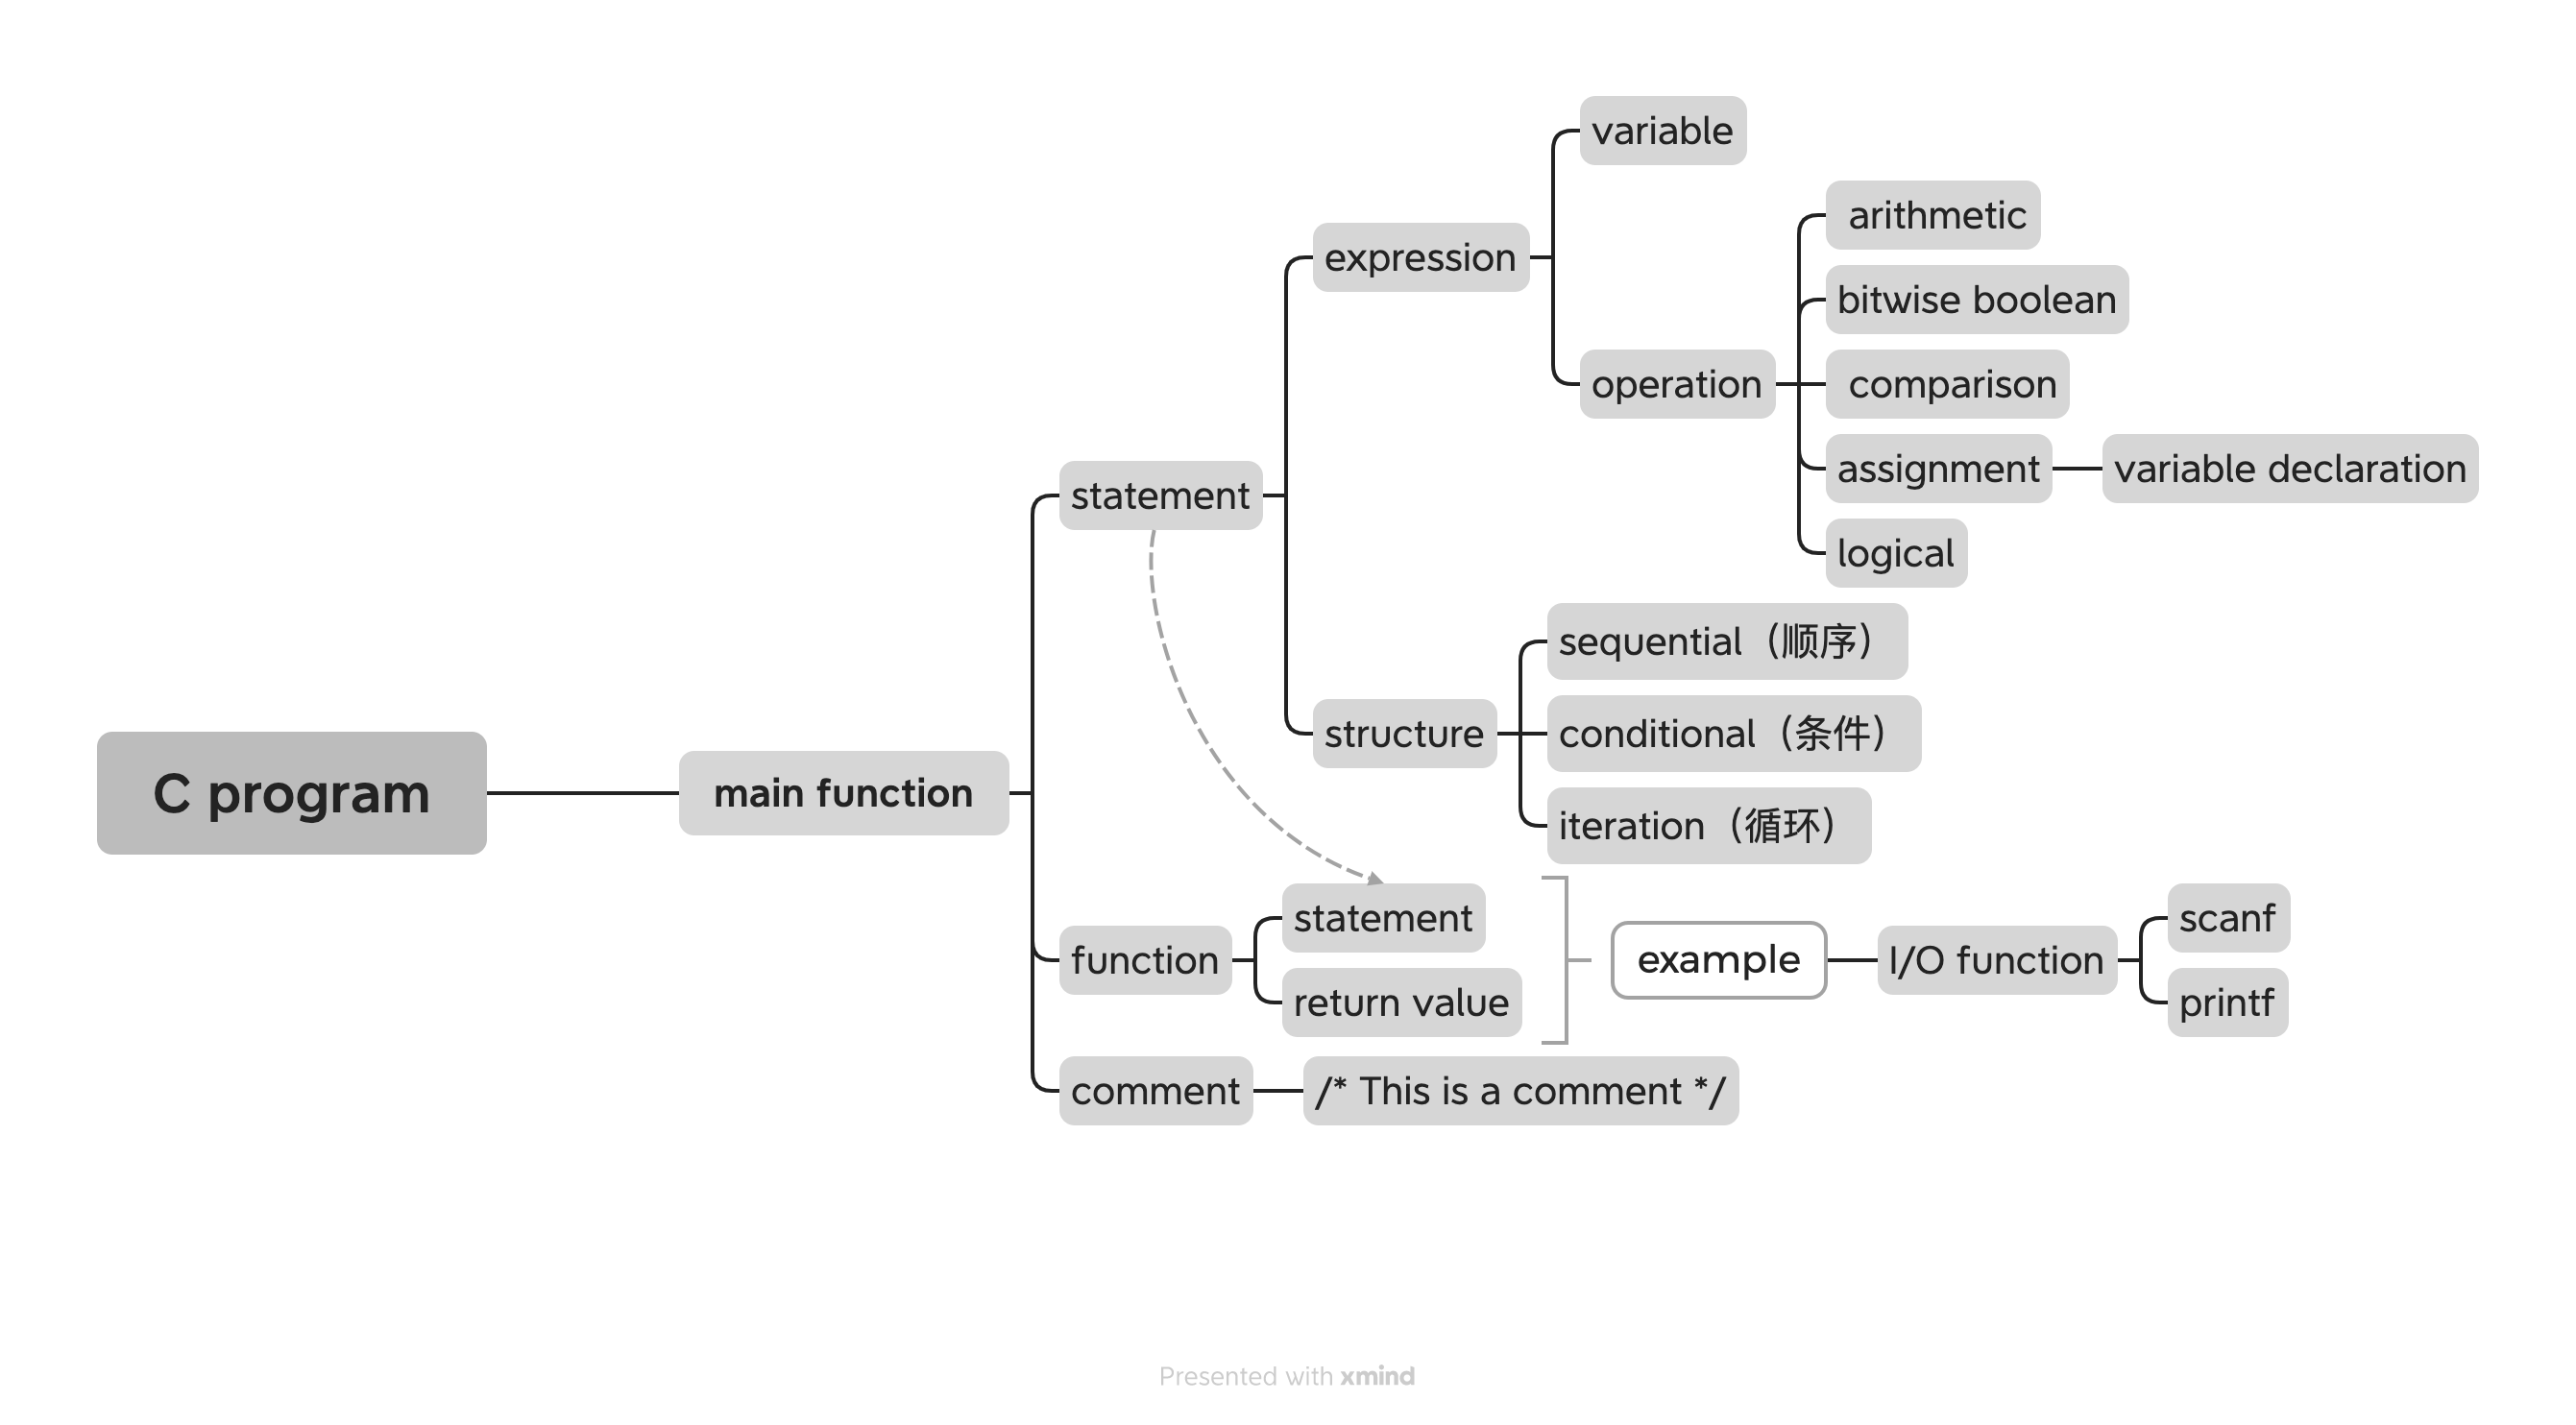 C program
main function
statement
expression
variable
operation
arithmetic
bitwise boolean
comparison
assignment
variable declaration
logical
structure
sequential（顺序）
conditional（条件）
iteration（循环）
function
statement
return value
example
I/O function
scanf
printf
comment
/* This is a comment */
Presented with xmind